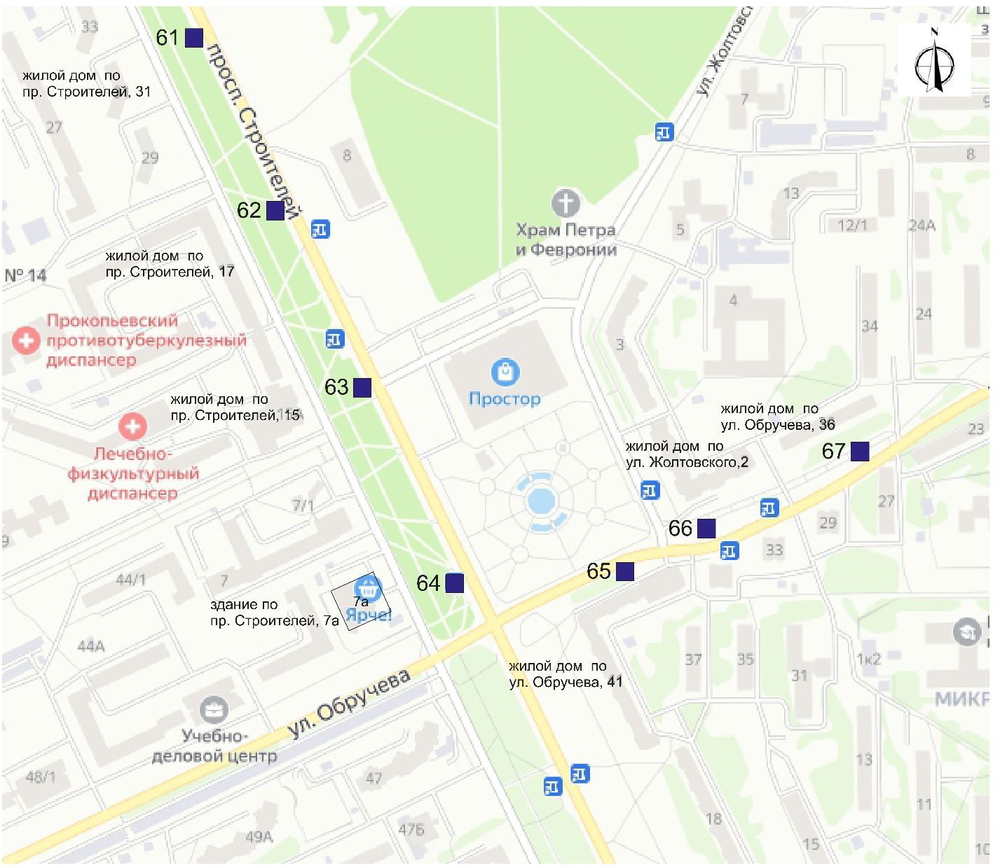 33
61
просп. Строителей
жилой дом по
пр. Строителей, 31
27
29
8
ул. Жолтовс
N
7
8
62
13
5
12/1
24А
Храм Петра
и Февронии
жилой дом по
пр. Строителей, 17
№ 14
Прокопьевский
противотуберкулезный
диспансер
3
4
34
24
63
Простор
жилой дом по
пр. Строителей, 15
Лечебно-
физкультурный
диспансер
жилой дом по
ул. Обручева, 36
23
жилой дом по
ул. Жолтовского,2
67
27
29
7/1
9
66
33
65
44/1
7
64
7а
Ярче!
здание по
пр. Строителей, 7а
44А
37
35
31
1к2
жилой дом по
ул. Обручева, 41
МИКР
ул. Обручева
Учебно-
деловой центр
48/1
47
13
11
18
15
49А
47Б
10